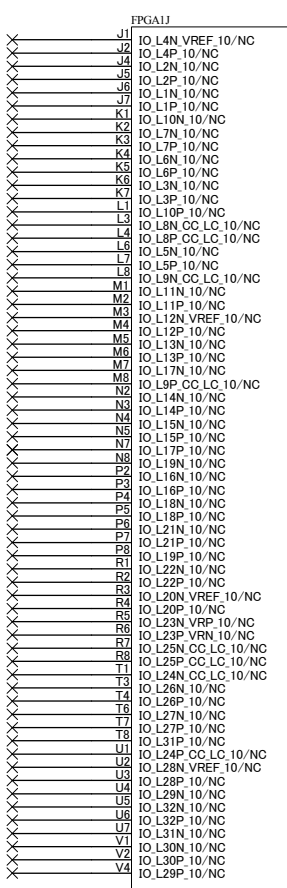 FPGA1J
J1 IO_L4N_VREF_10/NC
J2 IO_L4P_10/NC
J4 IO_L2N_10/NC
J5 IO_L2P_10/NC
J6 IO_L1N_10/NC
J7 IO_L1P_10/NC
K1 IO_L10N_10/NC
K2 IO_L7N_10/NC
K3 IO_L7P_10/NC
K4 IO_L6N_10/NC
K5 IO_L6P_10/NC
K6 IO_L3N_10/NC
K7 IO_L3P_10/NC
L1 IO_L10P_10/NC
L3 IO_L8N_CC_LC_10/NC
L4 IO_L8P_CC_LC_10/NC
L6 IO_L5N_10/NC
L7 IO_L5P_10/NC
L8 IO_L9N_CC_LC_10/NC
M1 IO_L11N_10/NC
M2 IO_L11P_10/NC
M3 IO_L12N_VREF_10/NC
M4 IO_L12P_10/NC
M5 IO_L13N_10/NC
M6 IO_L13P_10/NC
M7 IO_L17N_10/NC
M8 IO_L9P_CC_LC_10/NC
N2 IO_L14N_10/NC
N3 IO_L14P_10/NC
N4 IO_L15N_10/NC
N5 IO_L15P_10/NC
N7 IO_L17P_10/NC
N8 IO_L19N_10/NC
P2 IO_L16N_10/NC
P3 IO_L16P_10/NC
P4 IO_L18N_10/NC
P5 IO_L18P_10/NC
P6 IO_L21N_10/NC
P7 IO_L21P_10/NC
P8 IO_L19P_10/NC
R1 IO_L22N_10/NC
R2 IO_L22P_10/NC
R3 IO_L20N_VREF_10/NC
R4 IO_L20P_10/NC
R5 IO_L23N_VRP_10/NC
R6 IO_L23P_VRN_10/NC
R7 IO_L25N_CC_LC_10/NC
R8 IO_L25P_CC_LC_10/NC
T1 IO_L24N_CC_LC_10/NC
T3 IO_L26N_10/NC
T4 IO_L26P_10/NC
T6 IO_L27N_10/NC
T7 IO_L27P_10/NC
T8 IO_L31P_10/NC
U1 IO_L24P_CC_LC_10/NC
U2 IO_L28N_VREF_10/NC
U3 IO_L28P_10/NC
U4 IO_L29N_10/NC
U5 IO_L32N_10/NC
U6 IO_L32P_10/NC
U7 IO_L31N_10/NC
V1 IO_L30N_10/NC
V2 IO_L30P_10/NC
V4 IO_L29P_10/NC